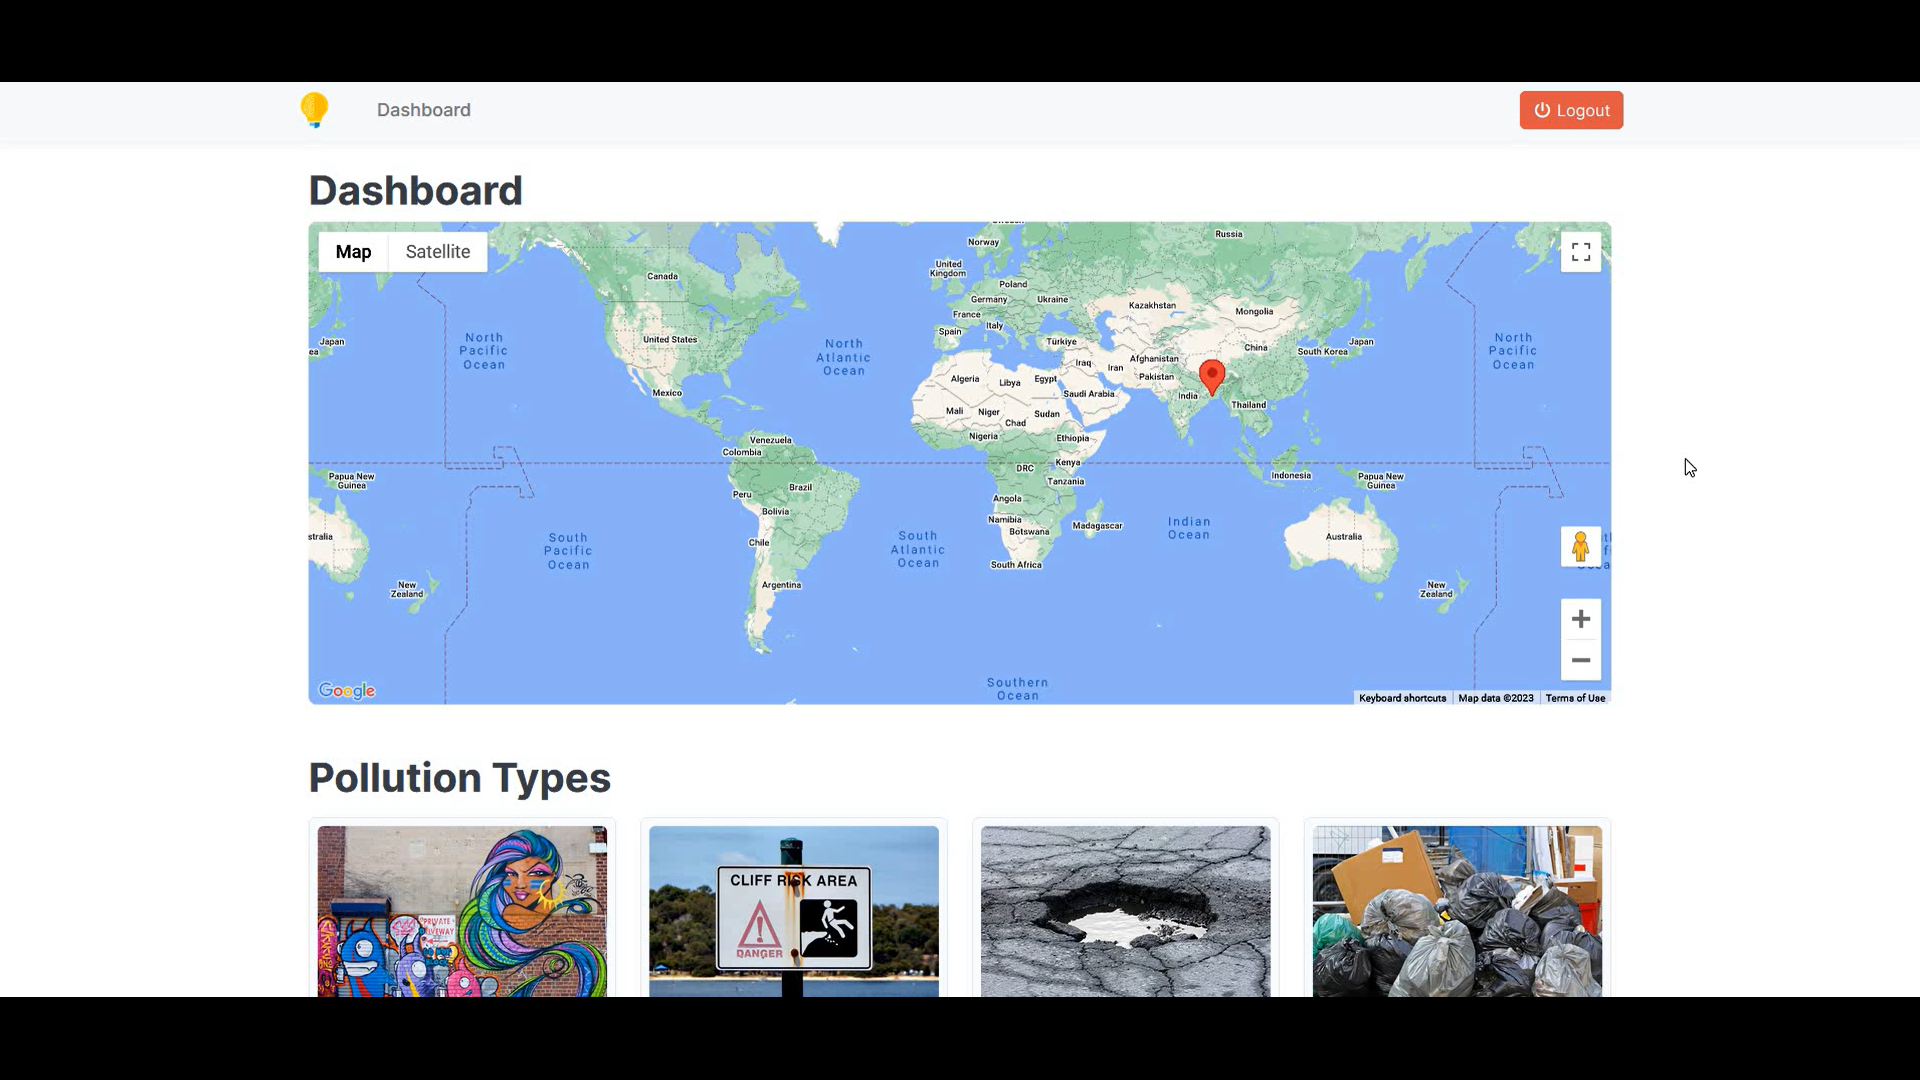 Dashboard
Logout
Dashboard
Map
Satellite
Norway
Russia
United
Kingdom
Canada
Poland
Germany
Ukraine
France
Kazakhstan
Mongolia
Italy
Spain
Japan
ea
North
Pacific
Ocean
United States
North
Atlantic
Ocean
Türkiye
China
South Korea
Japan
North
Pacific
Ocean
Iraq
Iran
Afghanistan
Pakistan
Algeria
Libya
Egypt
Saudi Arabia
India
Thailand
Mexico
Mali
Niger
Sudan
Chad
Nigeria
Ethiopia
Venezuela
Colombia
DRC
Kenya
Tanzania
Papua New
Guinea
Indonesia
Papua New
Guinea
Peru
Brazil
Bolivia
Angola
Namibia
Botswana
Madagascar
Indian
Ocean
stralia
South
Pacific
Ocean
Chile
South
Atlantic
Ocean
South Africa
Australia
New
Zealand
Argentina
New
Zealand
Southern
Ocean
Google
Keyboard shortcuts
Map data ©2023
Terms of Use
Pollution Types
PRIVATE
CLIFF RISK AREA
DANGER